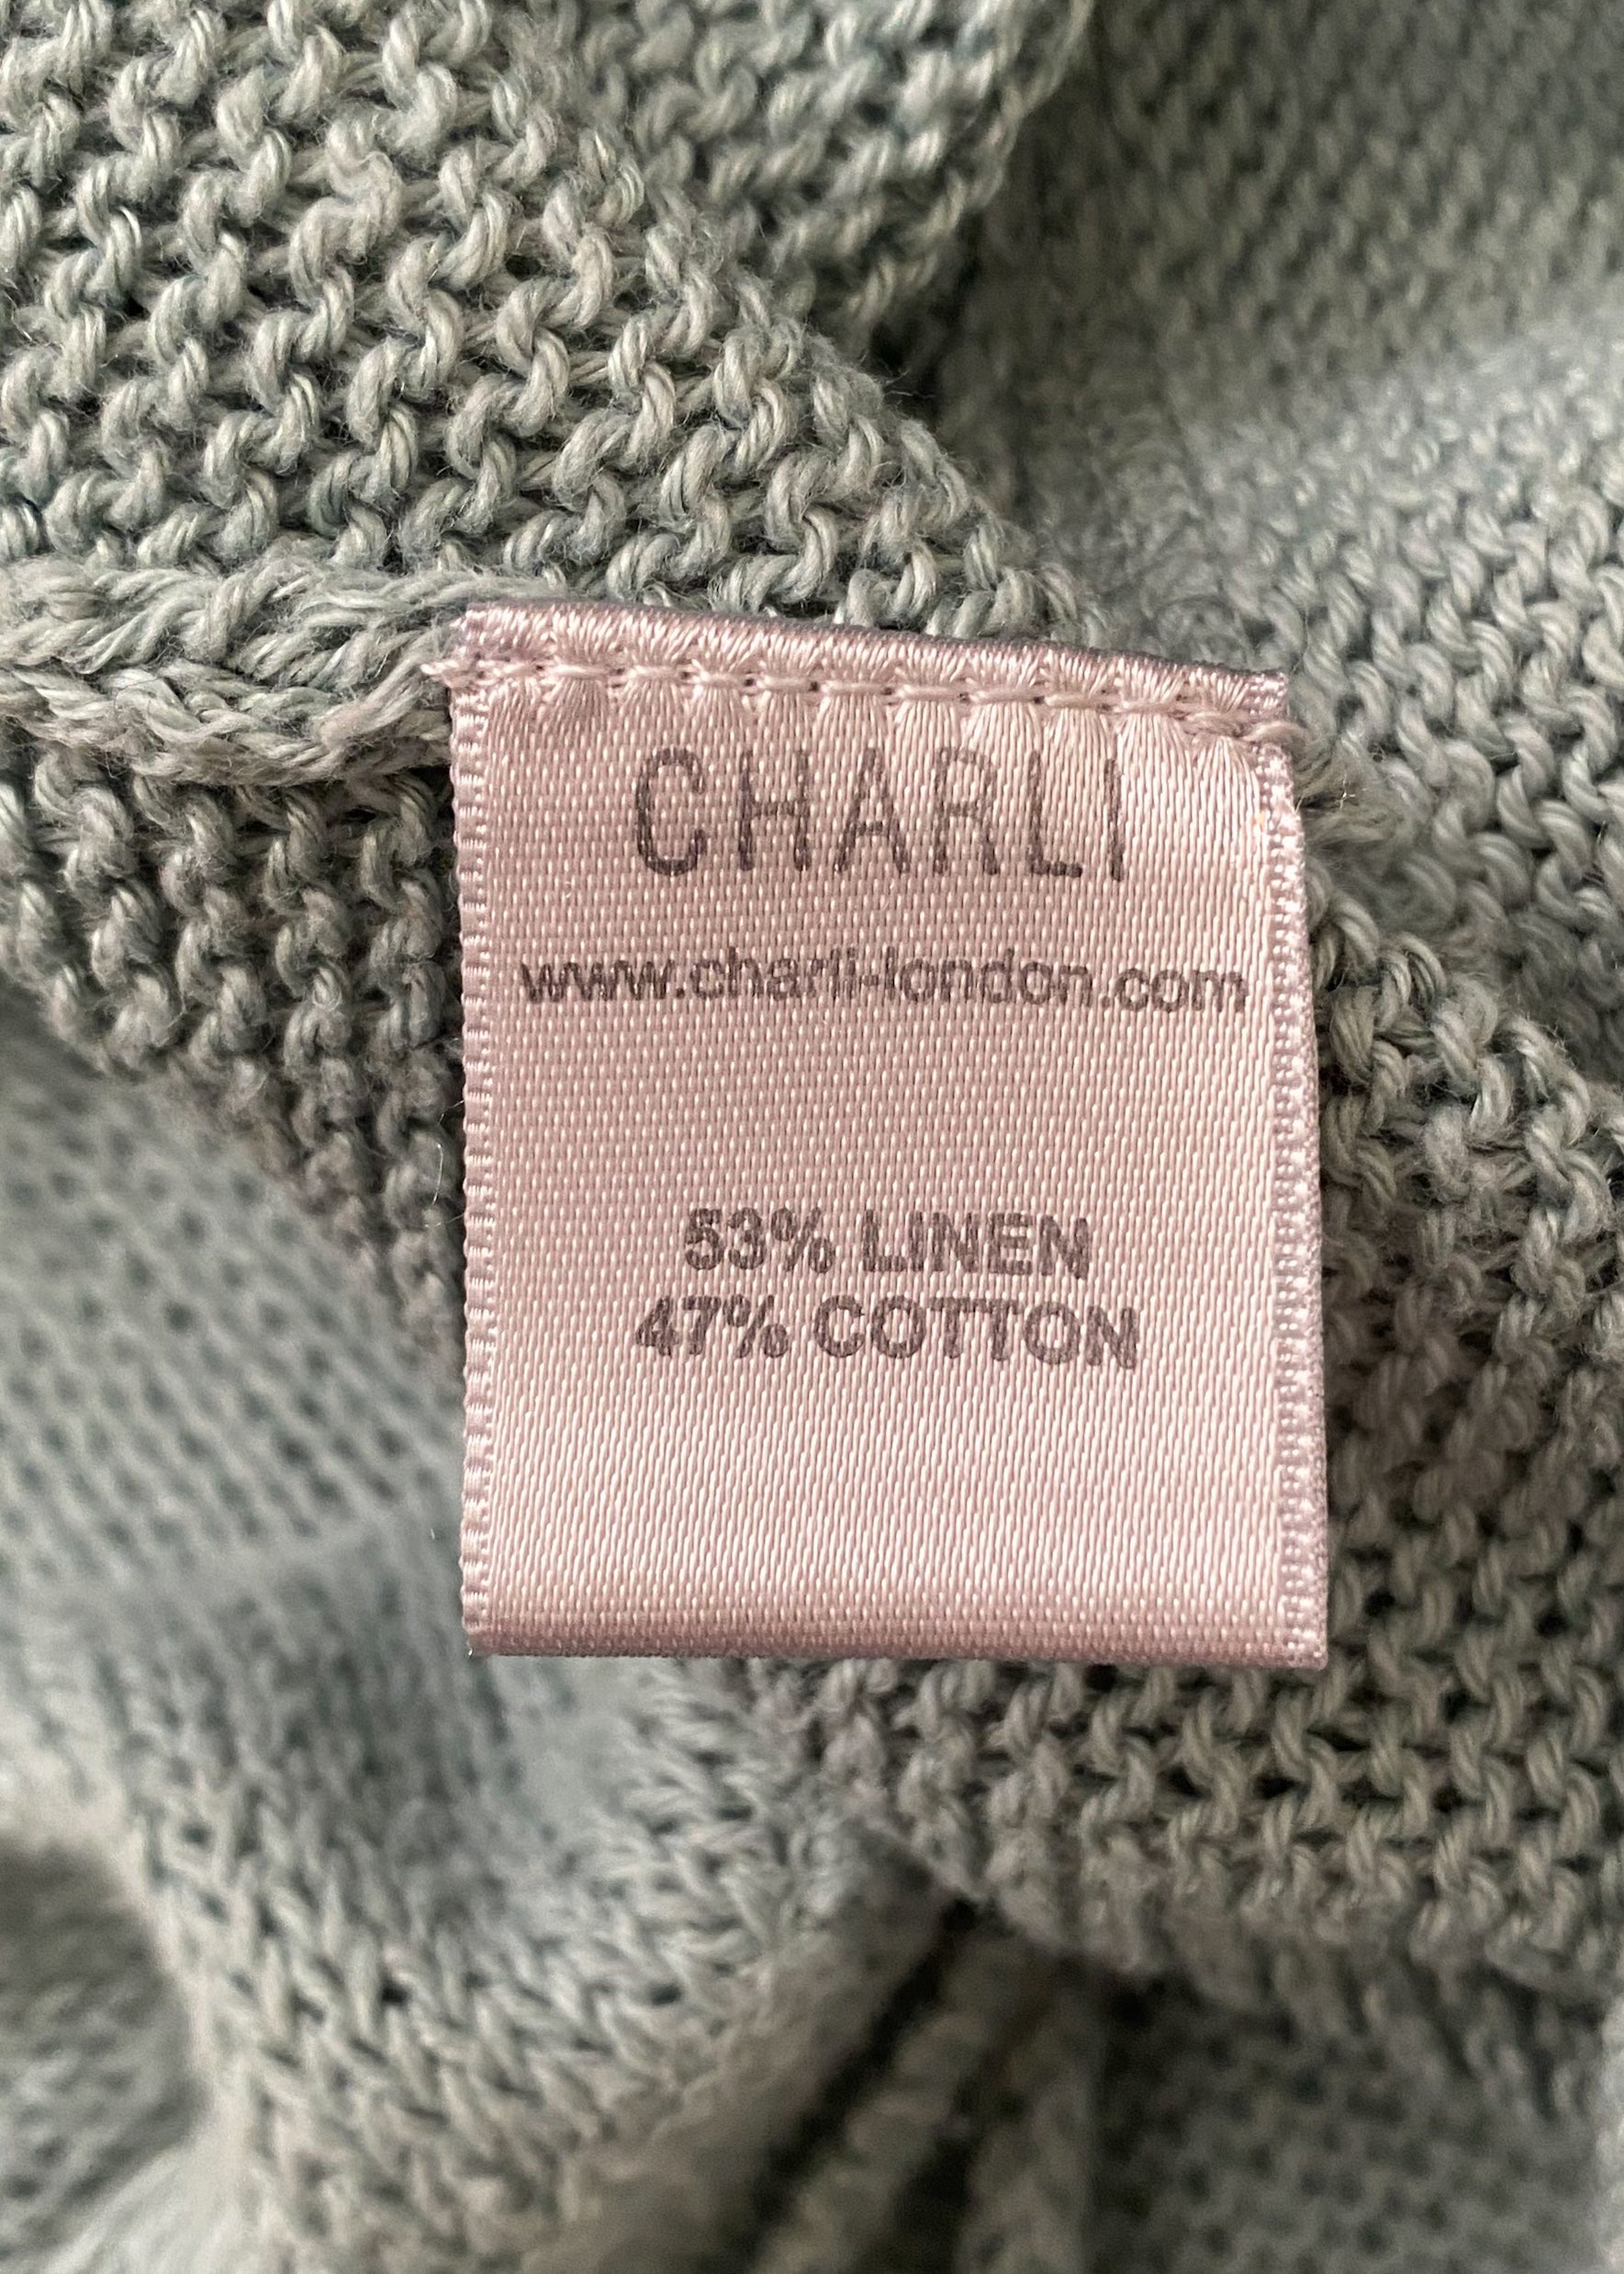 CHARLI
www.charli-london.com
53% LINEN
47% COTTON